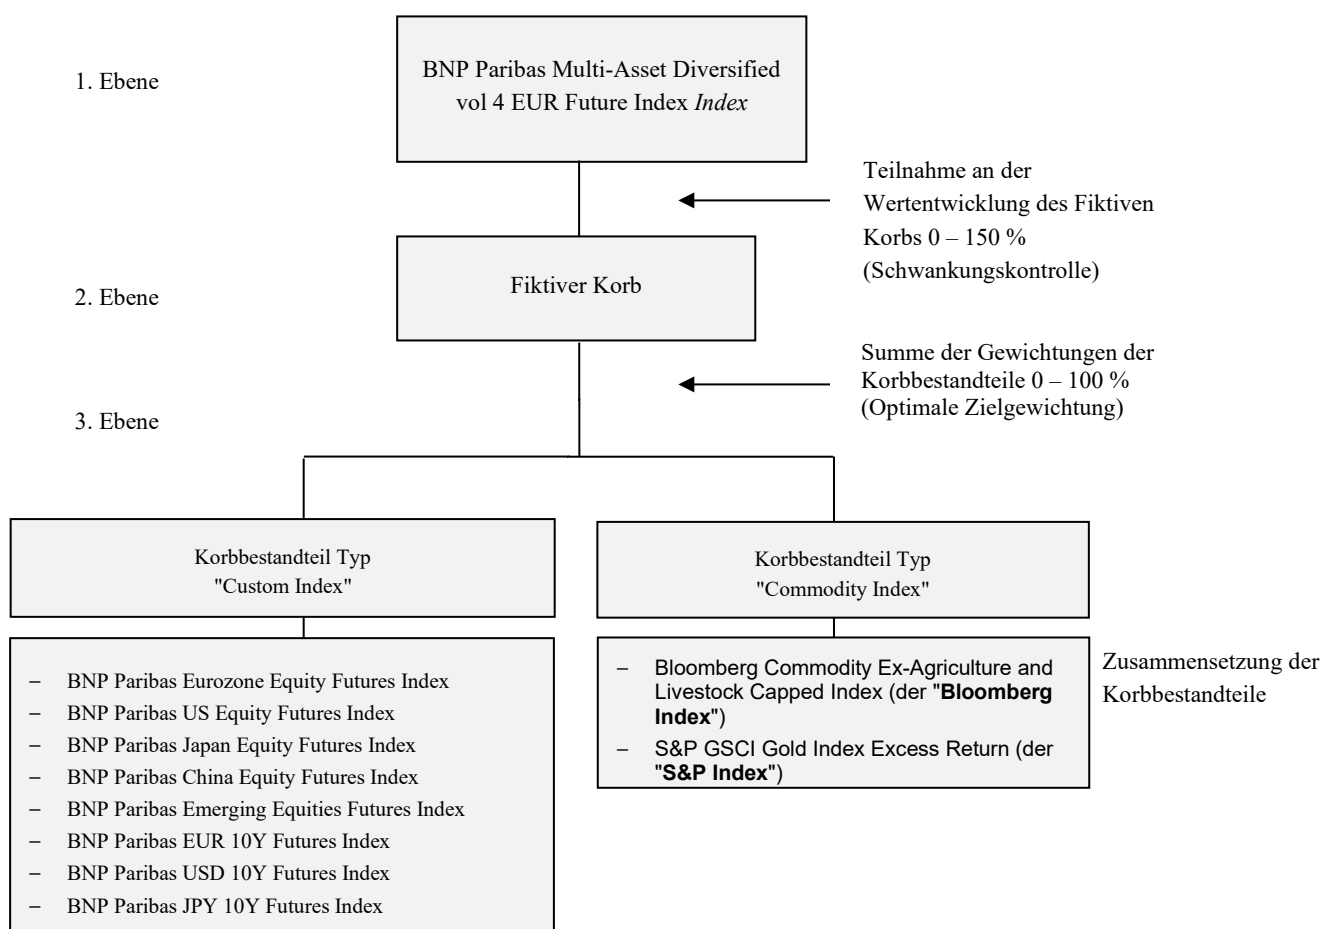 1. Ebene
BNP Paribas Multi-Asset Diversified
vol 4 EUR Future Index Index
Teilnahme an der
Wertentwicklung des Fiktiven
Korbs 0 – 150 %
(Schwankungskontrolle)
2. Ebene
Fiktiver Korb
Summe der Gewichtungen der
Korbbestandteile 0 – 100 %
(Optimale Zielgewichtung)
3. Ebene
Korbbestandteil Typ
"Custom Index"
Korbbestandteil Typ
"Commodity Index"
– BNP Paribas Eurozone Equity Futures Index
– BNP Paribas US Equity Futures Index
– BNP Paribas Japan Equity Futures Index
– BNP Paribas China Equity Futures Index
– BNP Paribas Emerging Equities Futures Index
– BNP Paribas EUR 10Y Futures Index
– BNP Paribas USD 10Y Futures Index
– BNP Paribas JPY 10Y Futures Index
– Bloomberg Commodity Ex-Agriculture and
Livestock Capped Index (der "Bloomberg
Index")
– S&P GSCI Gold Index Excess Return (der
"S&P Index")
Zusammensetzung der
Korbbestandteile